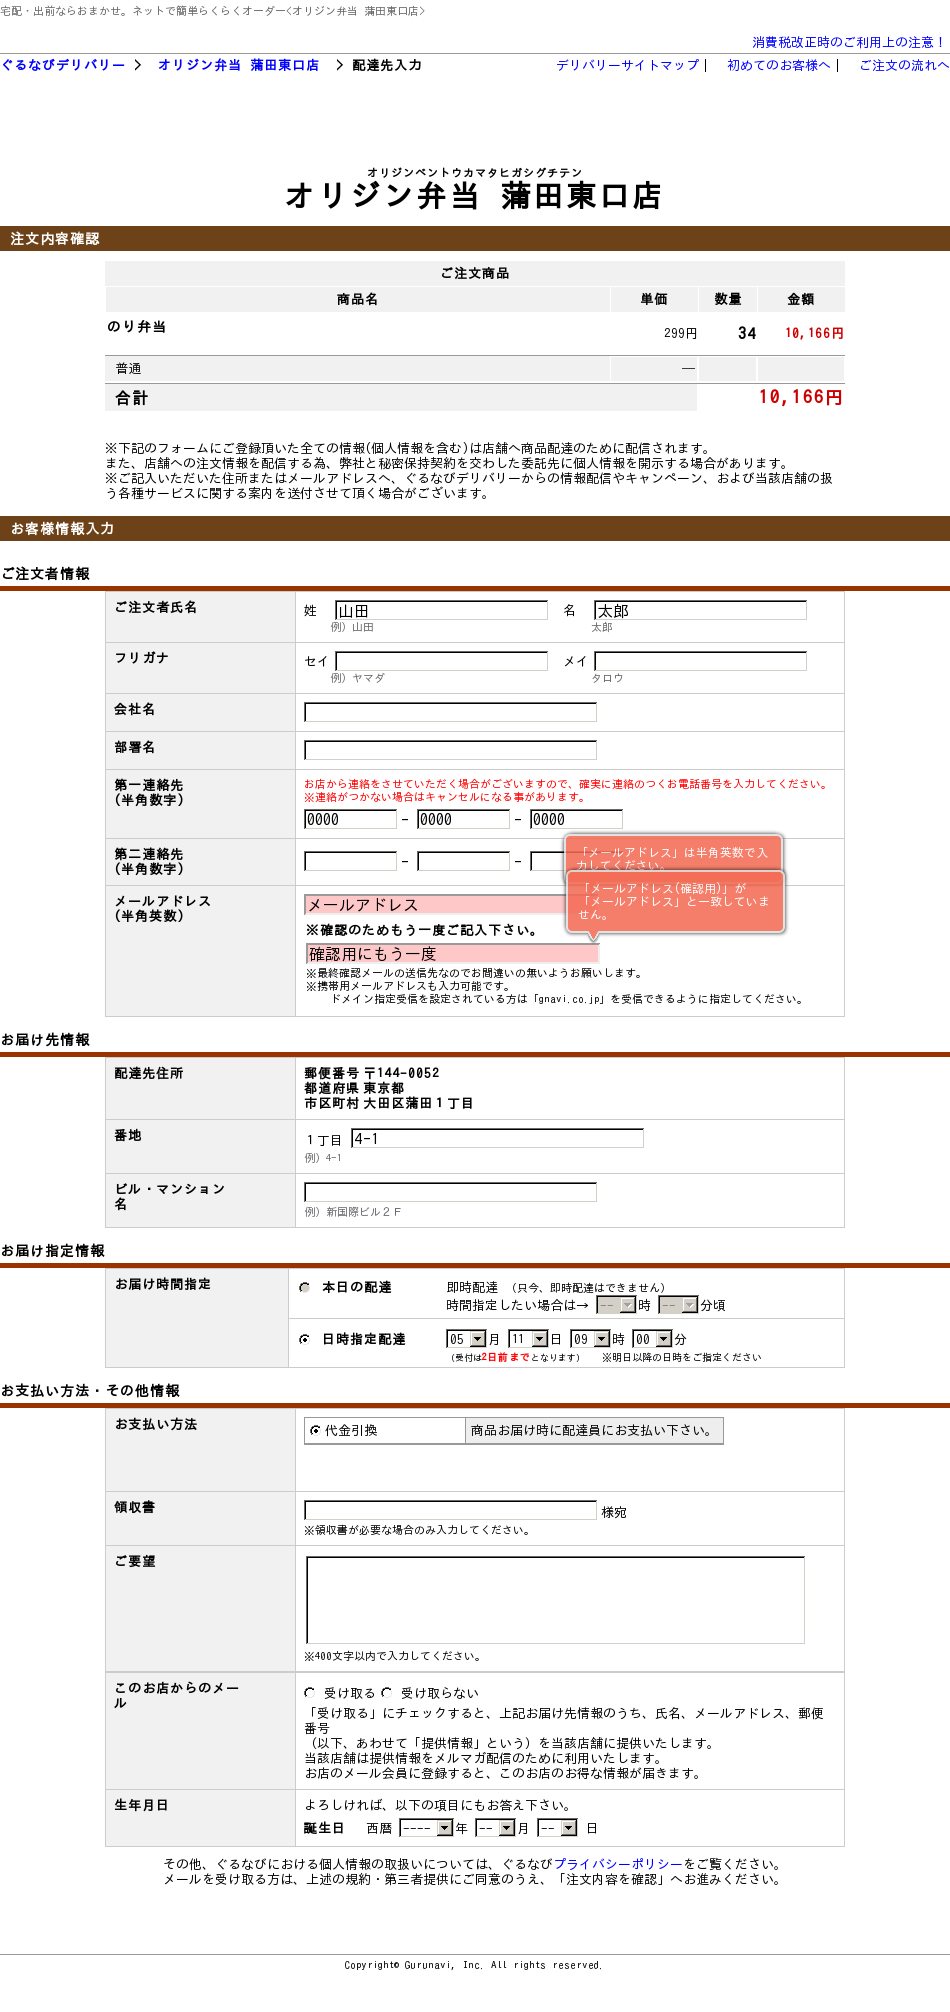 宅配・出前ならおまかせ。ネットで簡単らくらくオーダー<オリジン弁当 蒲田東口店>
消費税改正時のご利用上の注意！
ぐるなびデリバリー > オリジン弁当 蒲田東口店 > 配達先入力
デリバリーサイトマップ | 初めてのお客様へ | ご注文の流れへ
オリジンベントウカマタヒガシグチテン
オリジン弁当 蒲田東口店
注文内容確認
ご注文商品
商品名 単価 数量 金額
のり弁当 299円 34 10,166円
普通 ―
合計 10,166円
※下記のフォームにご登録頂いた全ての情報(個人情報を含む)は店舗へ商品配達のために配信されます。
また、店舗への注文情報を配信する為、弊社と秘密保持契約を交わした委託先に個人情報を開示する場合があります。
※ご記入いただいた住所またはメールアドレスへ、ぐるなびデリバリーからの情報配信やキャンペーン、および当該店舗の扱
う各種サービスに関する案内を送付させて頂く場合がございます。
お客様情報入力
ご注文者情報
ご注文者氏名 姓 山田 名 太郎
例）山田 太郎
フリガナ セイ メイ
例）ヤマダ タロウ
会社名
部署名
第一連絡先
(半角数字)
お店から連絡をさせていただく場合がございますので、確実に連絡のつくお電話番号を入力してください。
※連絡がつかない場合はキャンセルになる事があります。
0000 - 0000 - 0000
第二連絡先
(半角数字)
- -
「メールアドレス」は半角英数で入
力してください。
「メールアドレス(確認用)」が
「メールアドレス」と一致していま
せん。
メールアドレス
(半角英数)
メールアドレス
※確認のためもう一度ご記入下さい。
確認用にもう一度
※最終確認メールの送信先なのでお間違いの無いようお願いします。
※携帯用メールアドレスも入力可能です。
ドメイン指定受信を設定されている方は「gnavi.co.jp」を受信できるように指定してください。
お届け先情報
配達先住所 郵便番号 〒144-0052
都道府県 東京都
市区町村 大田区蒲田１丁目
番地 １丁目 4-1
例）4-1
ビル・マンション
名
例）新国際ビル２Ｆ
お届け指定情報
お届け時間指定 本日の配達 即時配達 （只今、即時配達はできません）
時間指定したい場合は→ -- 時 -- 分頃
日時指定配達 05 月 11 日 09 時 00 分
（受付は2日前までとなります） ※明日以降の日時をご指定ください
お支払い方法・その他情報
お支払い方法 代金引換 商品お届け時に配達員にお支払い下さい。
領収書 様宛
※領収書が必要な場合のみ入力してください。
ご要望
※400文字以内で入力してください。
このお店からのメー
ル
受け取る 受け取らない
「受け取る」にチェックすると、上記お届け先情報のうち、氏名、メールアドレス、郵便
番号
（以下、あわせて「提供情報」という）を当該店舗に提供いたします。
当該店舗は提供情報をメルマガ配信のために利用いたします。
お店のメール会員に登録すると、このお店のお得な情報が届きます。
生年月日 よろしければ、以下の項目にもお答え下さい。
誕生日 西暦 ---- 年 -- 月 -- 日
その他、ぐるなびにおける個人情報の取扱いについては、ぐるなびプライバシーポリシーをご覧ください。
メールを受け取る方は、上述の規約・第三者提供にご同意のうえ、「注文内容を確認」へお進みください。
Copyright© Gurunavi, Inc. All rights reserved.